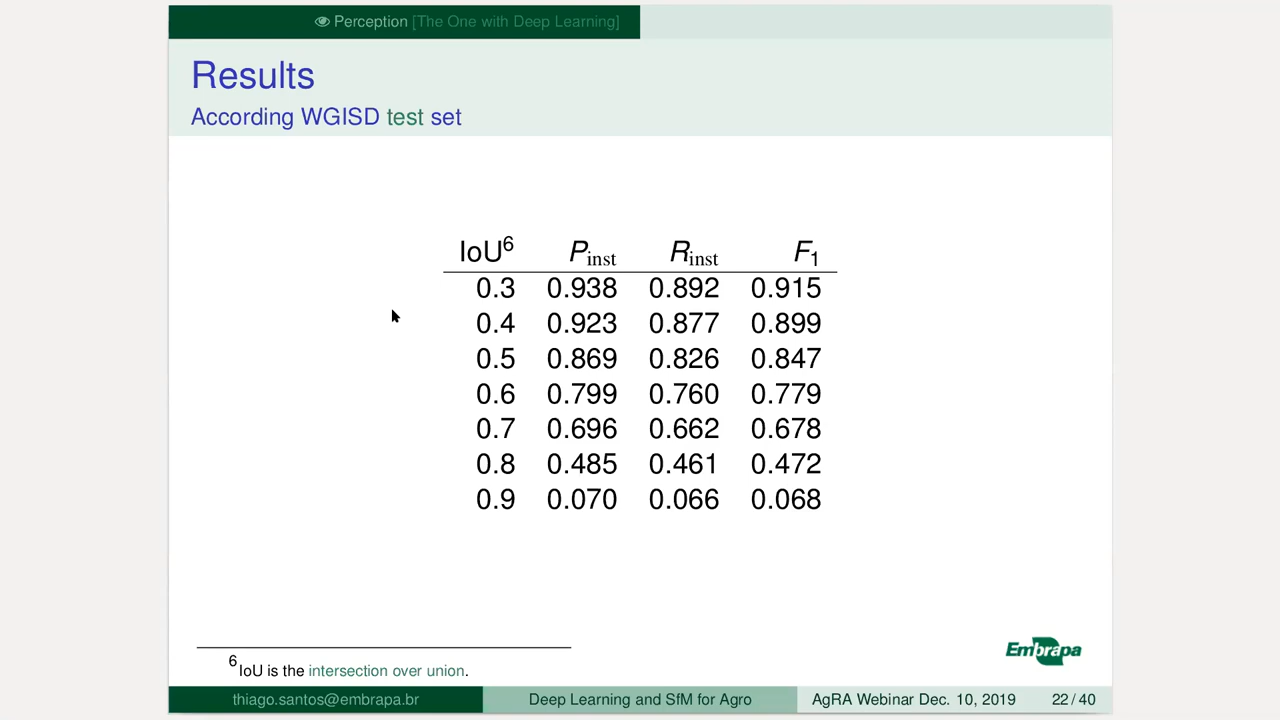 Perception [The One with Deep Learning]
Results
According WGISD test set
IoU6 Pinst Rinst F1
0.3 0.938 0.892 0.915
0.4 0.923 0.877 0.899
0.5 0.869 0.826 0.847
0.6 0.799 0.760 0.779
0.7 0.696 0.662 0.678
0.8 0.485 0.461 0.472
0.9 0.070 0.066 0.068
6IoU is the intersection over union.
Embrapa
thiago.santos@embrapa.br Deep Learning and SfM for Agro AgRA Webinar Dec. 10, 2019 22 / 40